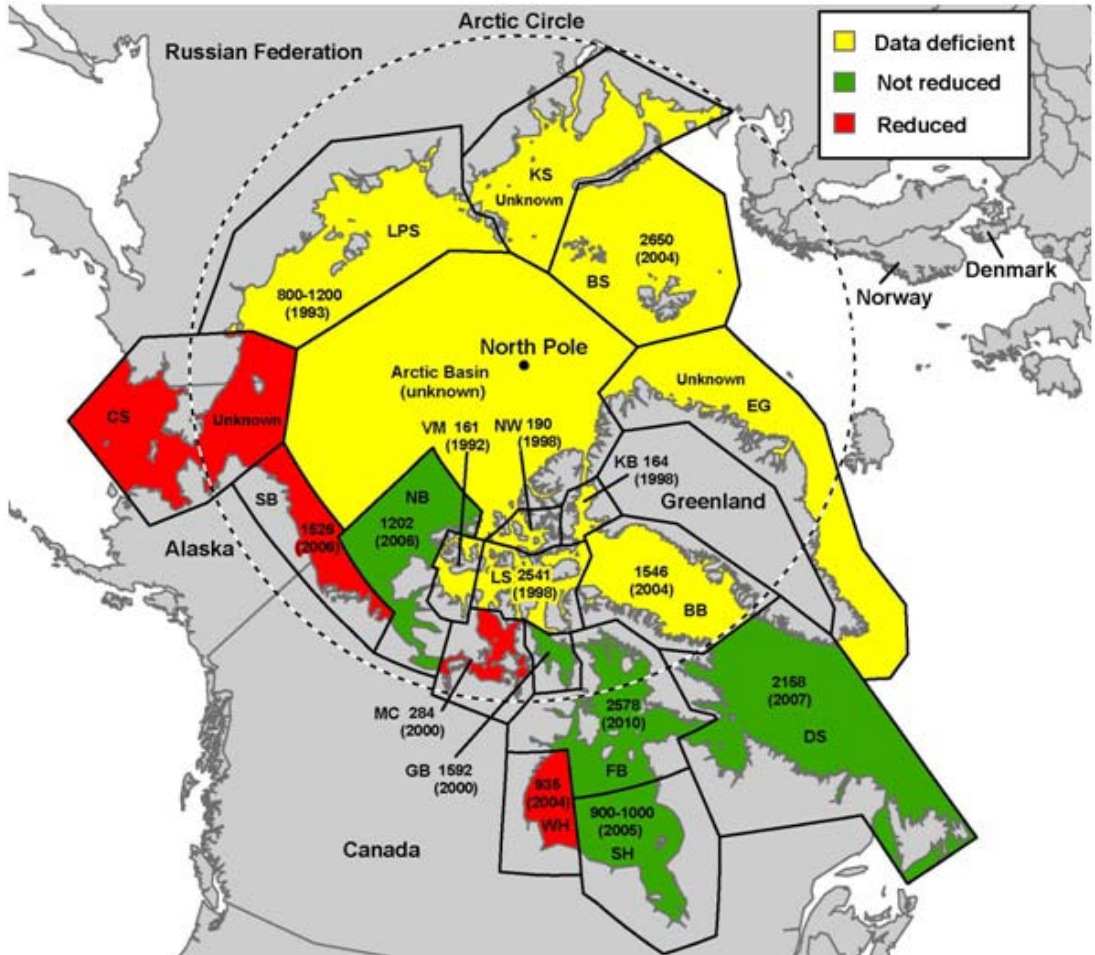 Arctic Circle
Russian Federation
Data deficient
Not reduced
Reduced
KS
Unknown
LPS
2650
(2004)
BS
Denmark
Norway
800-1200
(1993)
North Pole
Arctic Basin
(unknown)
Unknown
EG
CS
Unknown
VM 161
(1992)
NW 190
(1998)
KB 164
(1998)
Greenland
SB
NB
1202
(2006)
Alaska
1526
(2006)
LS 2541
(1998)
1546
(2004)
BB
MC 284
(2000)
2158
(2007)
DS
2578
(2010)
GB 1592
(2000)
FB
935
(2004)
WH
900-1000
(2005)
SH
Canada